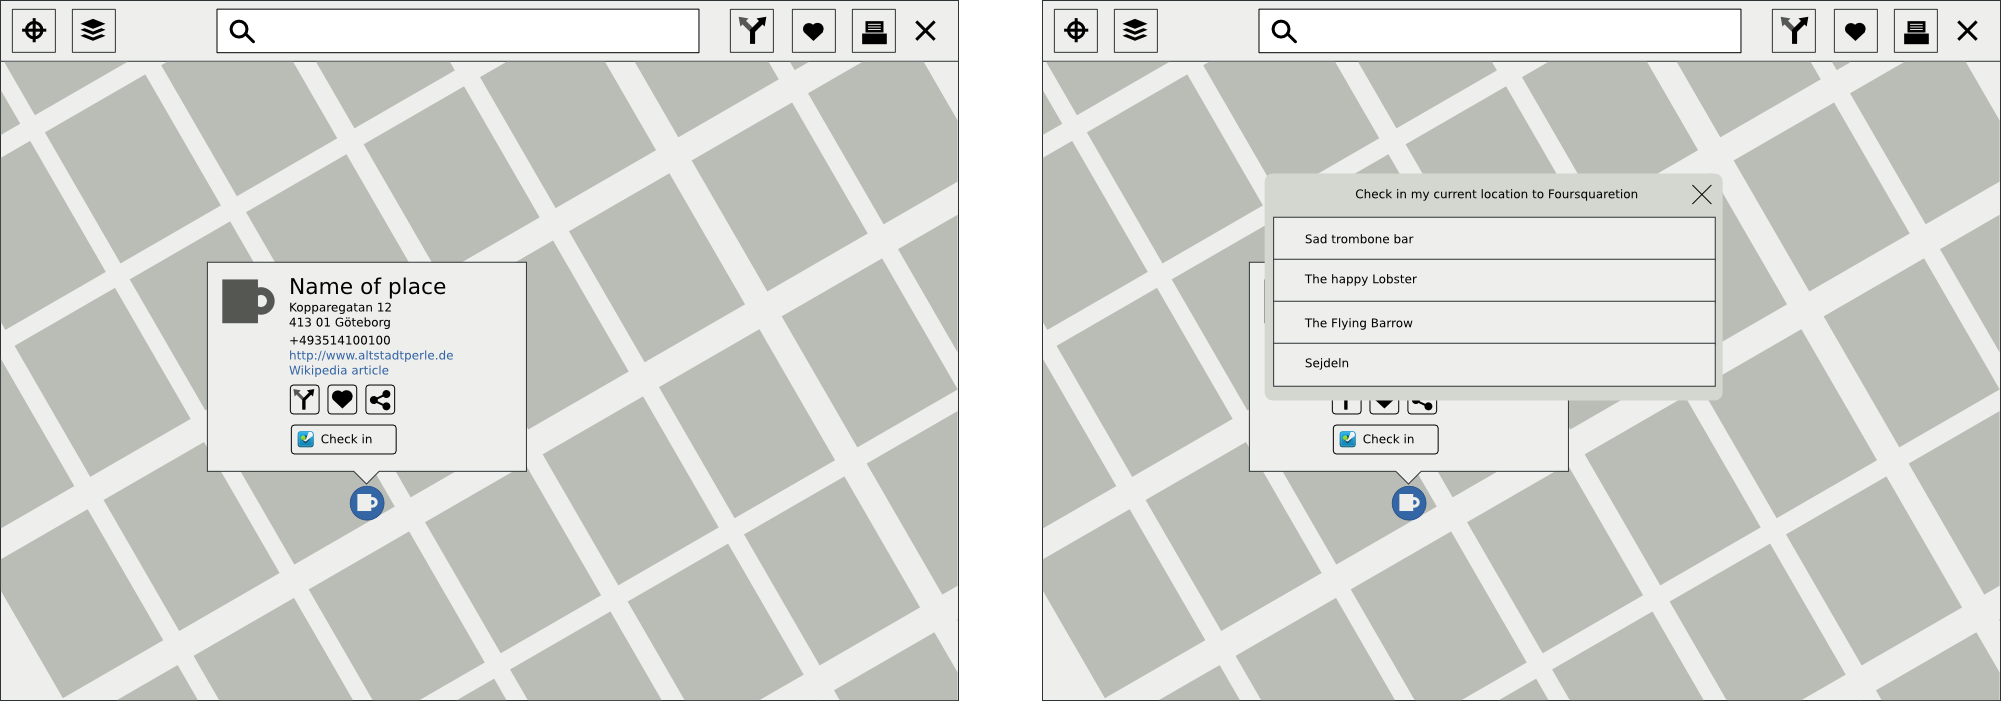 Name of place
Kopparegatan 12
413 01 Göteborg
+493514100100
http://www.altstadtperle.de
Wikipedia article
Check in
Check in my current location to Foursquaretion
Sad trombone bar
The happy Lobster
The Flying Barrow
Sejdeln
Check in